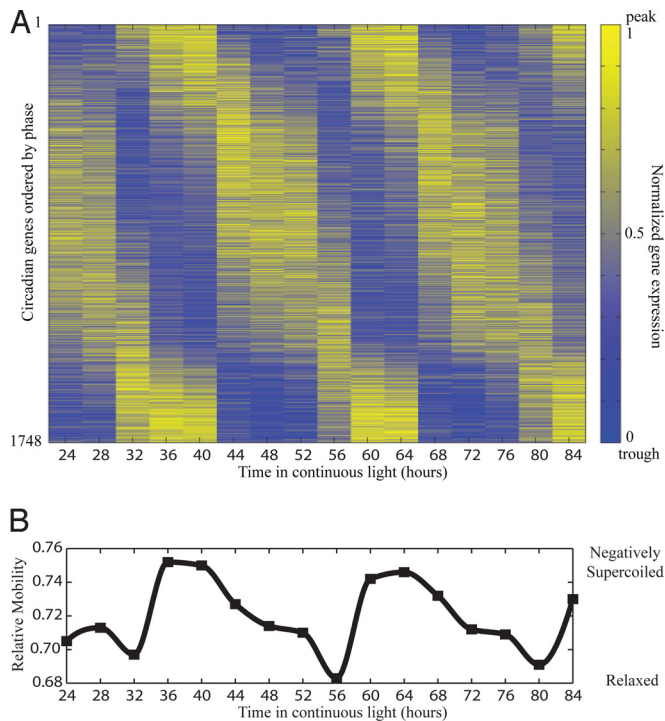 A
1
Circadian genes ordered by phase
1748
24 28 32 36 40 44 48 52 56 60 64 68 72 76 80 84
Time in continuous light (hours)
peak
1
0.5
0
trough
Normalized gene expression
B
0.76
0.74
0.72
0.70
0.68
Relative Mobility
24 28 32 36 40 44 48 52 56 60 64 68 72 76 80 84
Time in continuous light (hours)
Negatively
Supercoiled
Relaxed